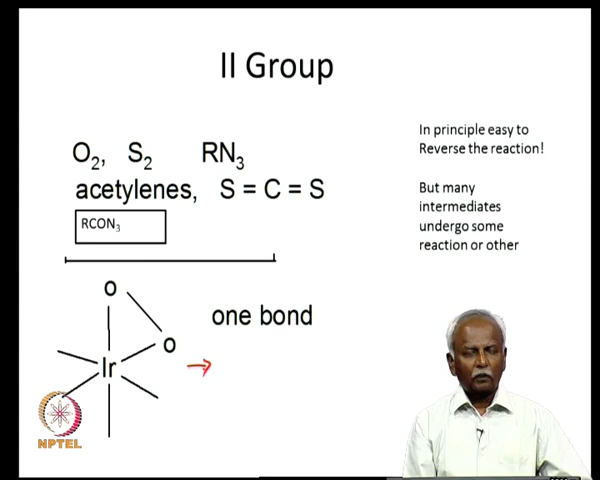 II Group
O₂, S₂ RN₃
acetylenes, S = C = S
RCON₃
In principle easy to
Reverse the reaction!
But many
intermediates
undergo some
reaction or other
O
O
Ir
one bond
NPTEL